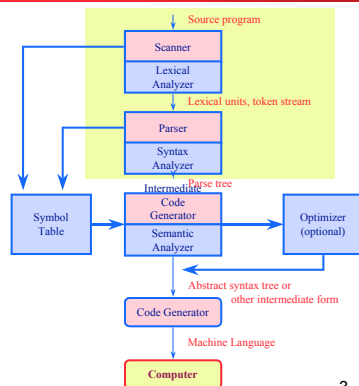 Source program
Scanner
Lexical
Analyzer
Lexical units, token stream
Parser
Syntax
Analyzer
Parse tree
Intermediate
Code
Generator
Semantic
Analyzer
Symbol
Table
Optimizer
(optional)
Abstract syntax tree or
other intermediate form
Code Generator
Machine Language
Computer